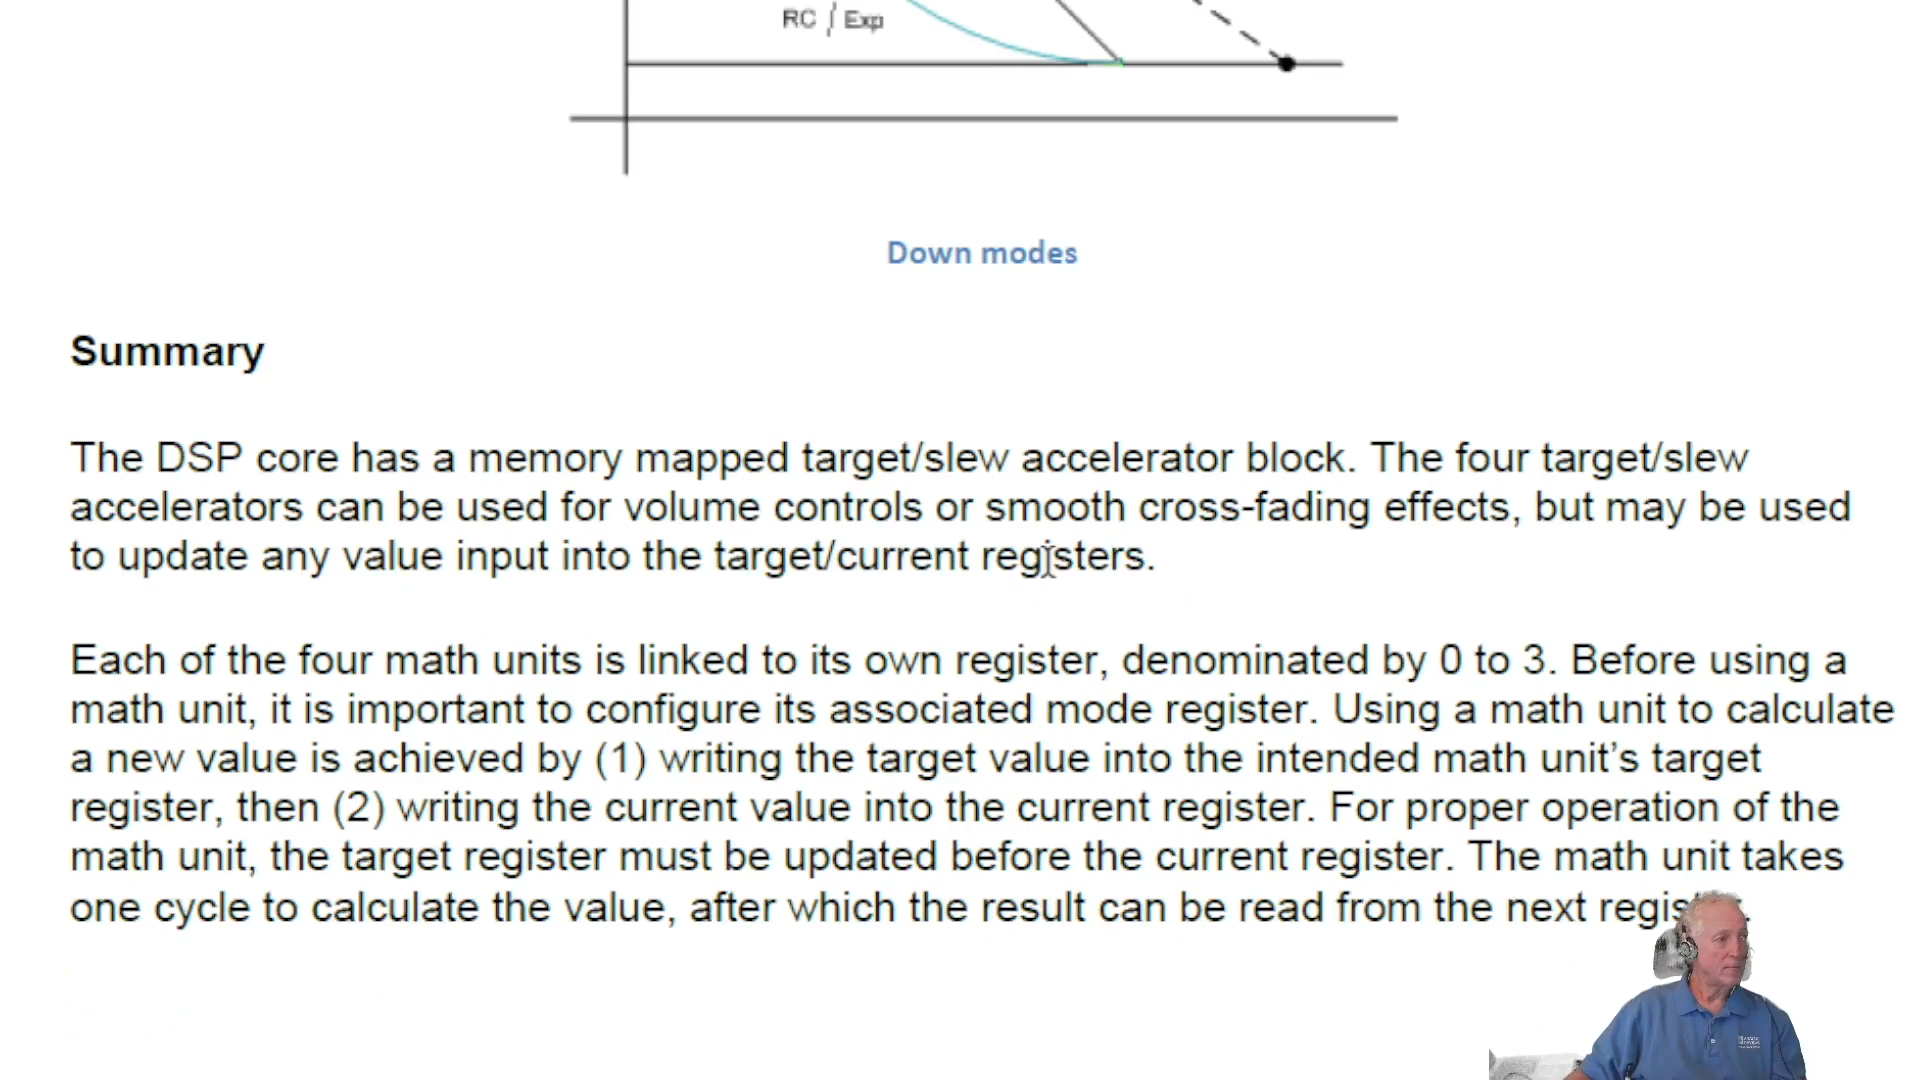 RC / Exp
Down modes
Summary
The DSP core has a memory mapped target/slew accelerator block. The four target/slew
accelerators can be used for volume controls or smooth cross-fading effects, but may be used
to update any value input into the target/current registers.
Each of the four math units is linked to its own register, denominated by 0 to 3. Before using a
math unit, it is important to configure its associated mode register. Using a math unit to calculate
a new value is achieved by (1) writing the target value into the intended math unit’s target
register, then (2) writing the current value into the current register. For proper operation of the
math unit, the target register must be updated before the current register. The math unit takes
one cycle to calculate the value, after which the result can be read from the next register.